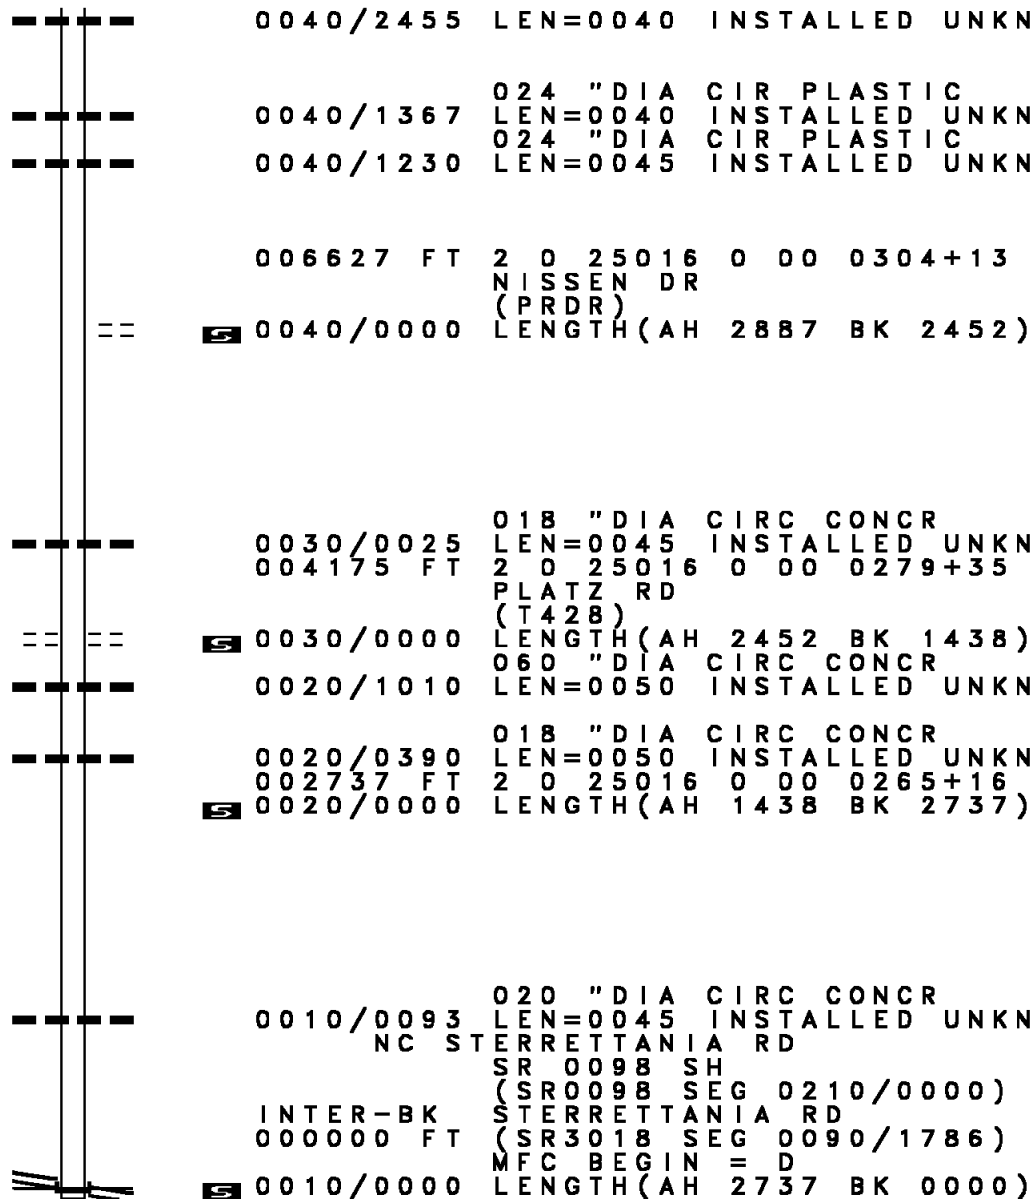 0040/2455 LEN=0040 INSTALLED UNKN
024 "DIA CIR PLASTIC
0040/1367 LEN=0040 INSTALLED UNKN
024 "DIA CIR PLASTIC
0040/1230 LEN=0045 INSTALLED UNKN
006627 FT 2 0 25016 0 00 0304+13
NISSEN DR
(PRDR)
S 0040/0000 LENGTH(AH 2887 BK 2452)
018 "DIA CIRC CONCR
0030/0025 LEN=0045 INSTALLED UNKN
004175 FT 2 0 25016 0 00 0279+35
PLATZ RD
(T428)
S 0030/0000 LENGTH(AH 2452 BK 1438)
060 "DIA CIRC CONCR
0020/1010 LEN=0050 INSTALLED UNKN
018 "DIA CIRC CONCR
0020/0390 LEN=0050 INSTALLED UNKN
002737 FT 2 0 25016 0 00 0265+16
S 0020/0000 LENGTH(AH 1438 BK 2737)
020 "DIA CIRC CONCR
0010/0093 LEN=0045 INSTALLED UNKN
NC STERRETTANIA RD
SR 0098 SH
(SR0098 SEG 0210/0000)
INTER-BK STERRETTANIA RD
000000 FT (SR3018 SEG 0090/1786)
MFC BEGIN = D
S 0010/0000 LENGTH(AH 2737 BK 0000)